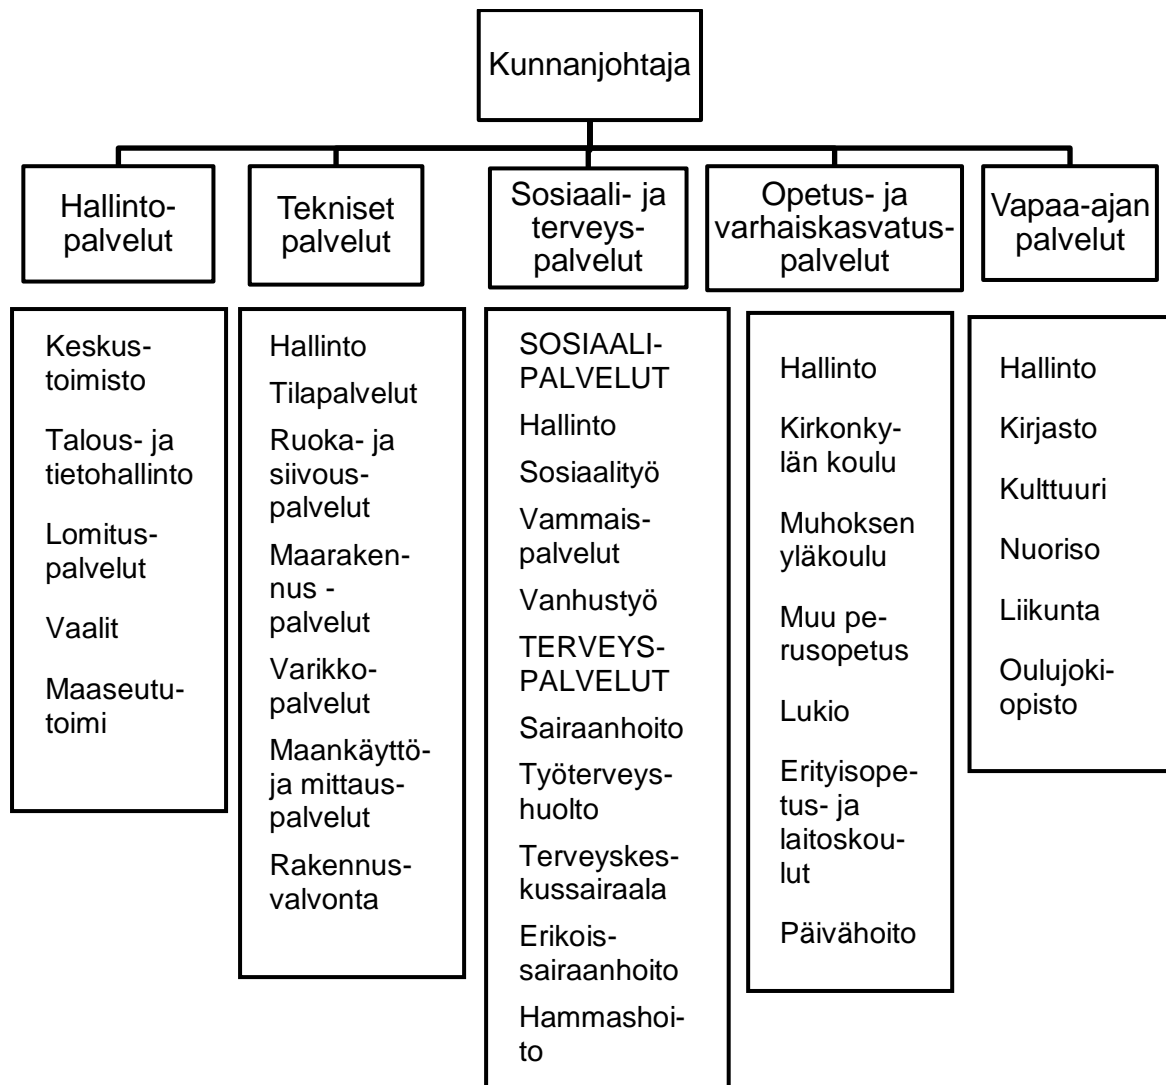 Kunnanjohtaja
Hallinto-
palvelut
Tekniset
palvelut
Sosiaali- ja
terveys-
palvelut
Opetus- ja
varhaiskasvatus-
palvelut
Vapaa-ajan
palvelut
Keskus-
toimisto
Talous- ja
tietohallinto
Lomitus-
palvelut
Vaalit
Maaseutu-
toimi
Hallinto
Tilapalvelut
Ruoka- ja
siivous-
palvelut
Maaraken-
nus -
palvelut
Varikko-
palvelut
Maankäyttö-
ja mittaus-
palvelut
Rakennus-
valvonta
SOSIAALI-
PALVELUT
Hallinto
Sosiaalityö
Vammais-
palvelut
Vanhustyö
TERVEYS-
PALVELUT
Sairaanhoito
Työterveys-
huolto
Terveyskes-
kussairaala
Erikois-
sairaanhoito
Hammashoi-
to
Hallinto
Kirkonky-
län koulu
Muhoksen
yläkoulu
Muu pe-
rusopetus
Lukio
Erityisope-
tus- ja
laitoskou-
lut
Päivähoito
Hallinto
Kirjasto
Kulttuuri
Nuoriso
Liikunta
Oulujoki-
opisto